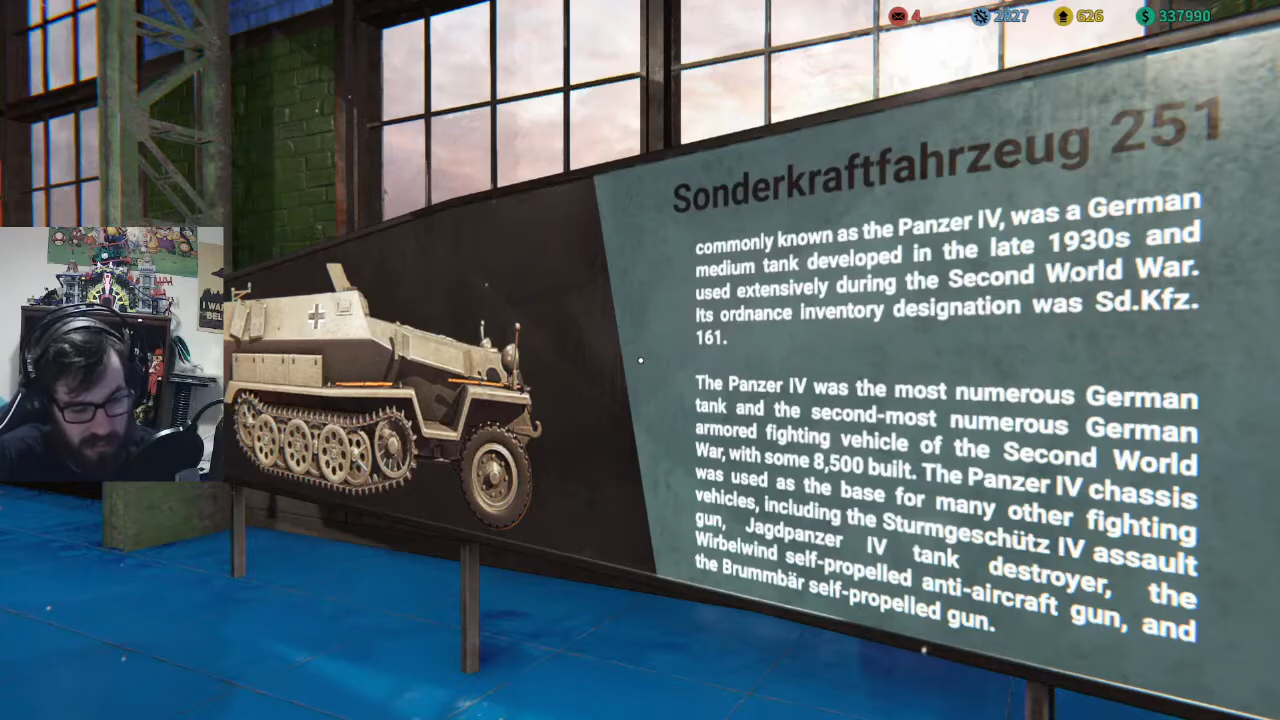 4 2827 626 $ 337990
Sonderkraftfahrzeug 251
commonly known as the Panzer IV, was a German
medium tank developed in the late 1930s and
used extensively during the Second World War.
Its ordnance inventory designation was Sd.Kfz.
161.
The Panzer IV was the most numerous German
tank and the second-most numerous German
armored fighting vehicle of the Second World
War, with some 8,500 built. The Panzer IV chassis
was used as the base for many other fighting
vehicles, including the Sturmgeschütz IV assault
gun, Jagdpanzer IV tank destroyer, the
Wirbelwind self-propelled anti-aircraft gun, and
the Brummbär self-propelled gun.
I WA
BEL